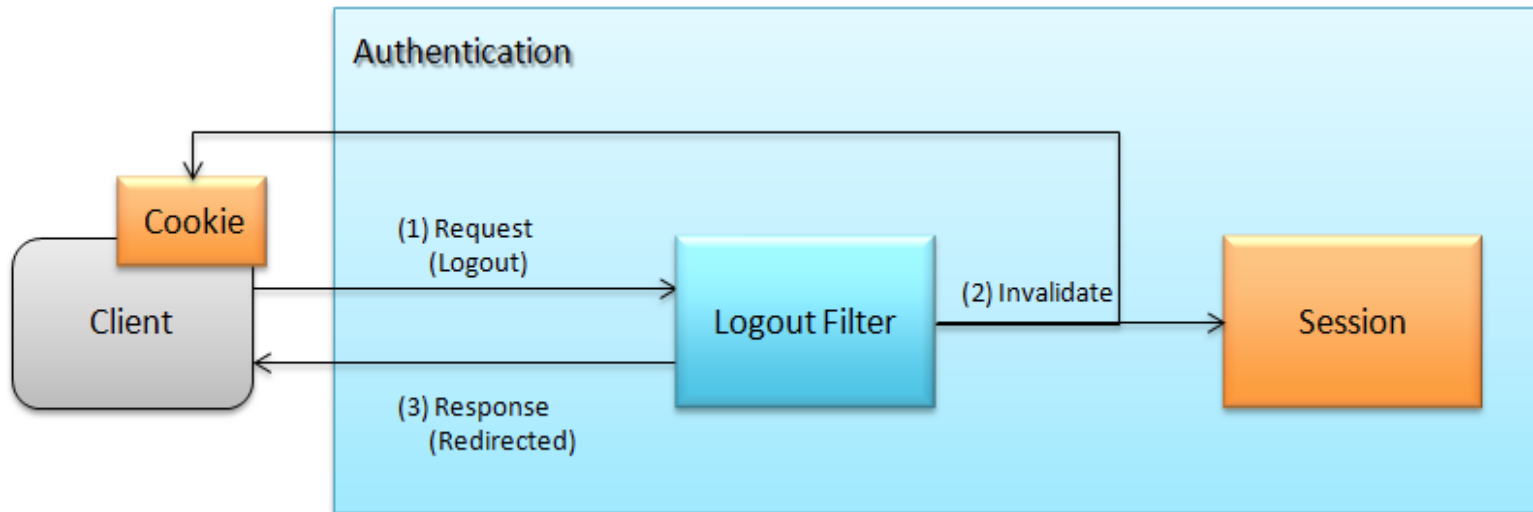 Authentication
Cookie
(1) Request
(Logout)
Client
(2) Invalidate
Logout Filter
Session
(3) Response
(Redirected)